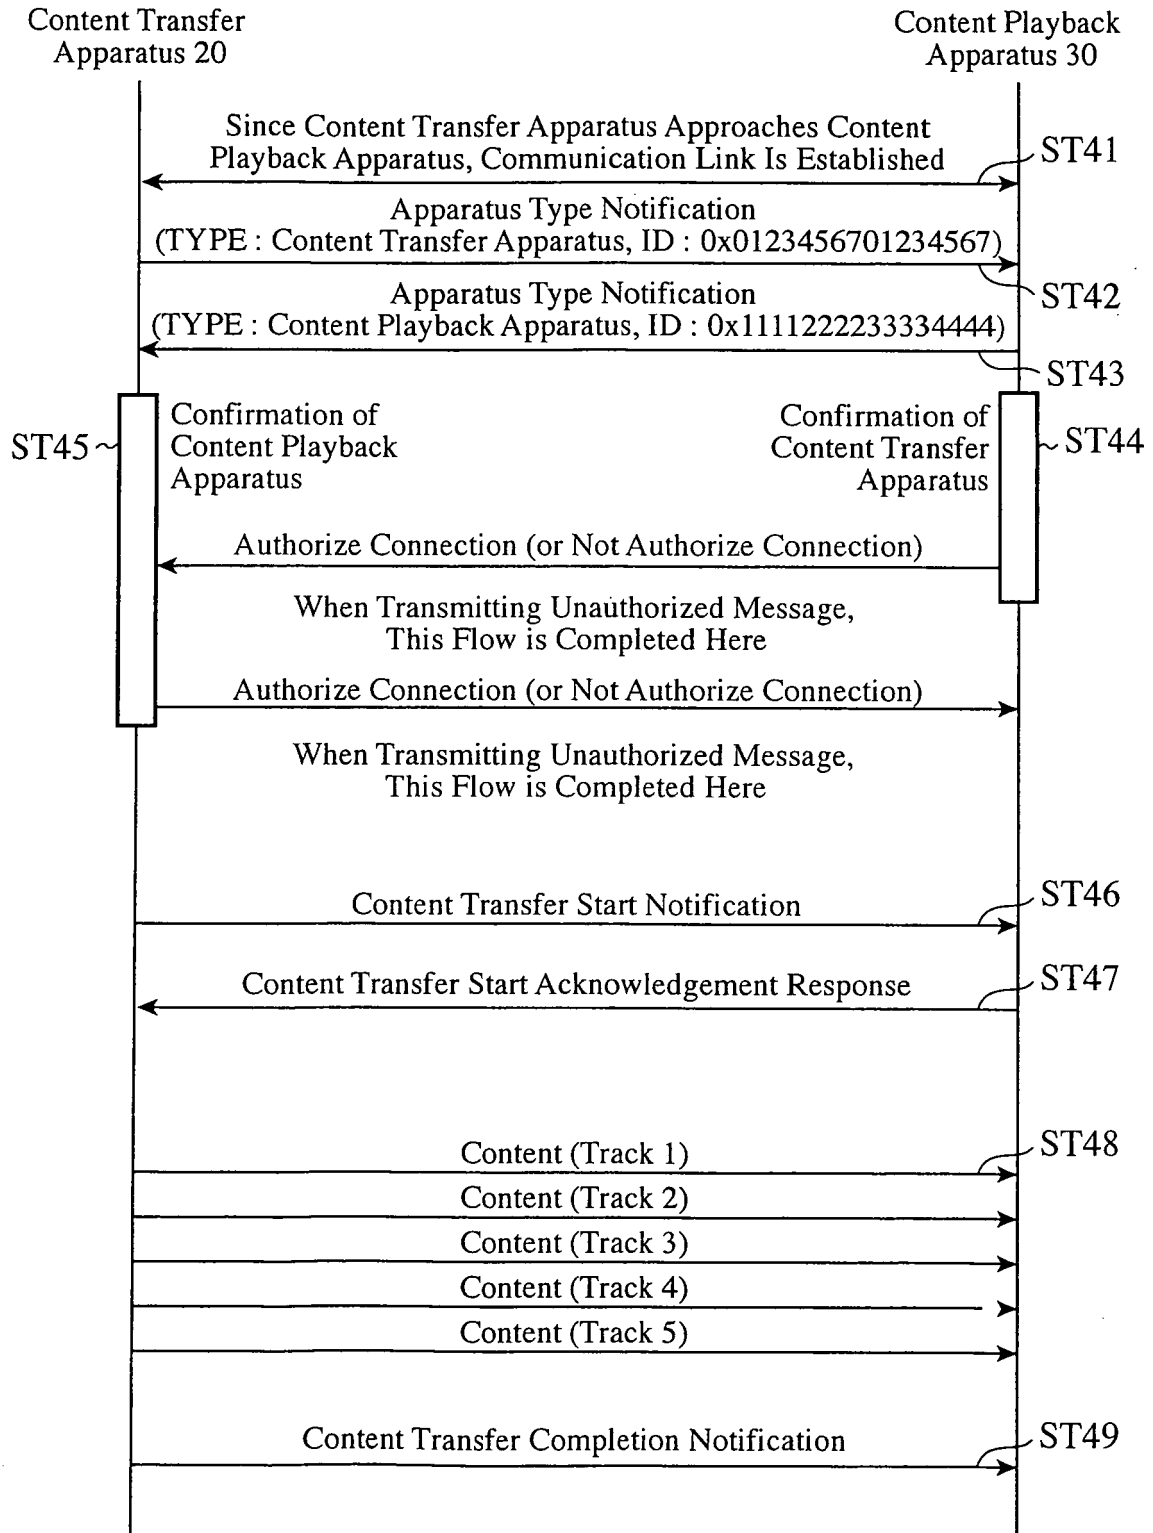 Content Transfer
Apparatus 20
Content Playback
Apparatus 30
Since Content Transfer Apparatus Approaches Content
Playback Apparatus, Communication Link Is Established
ST41
Apparatus Type Notification
(TYPE : Content Transfer Apparatus, ID : 0x0123456701234567)
ST42
Apparatus Type Notification
(TYPE : Content Playback Apparatus, ID : 0x1111222233334444)
ST43
ST45
Confirmation of
Content Playback
Apparatus
Confirmation of
Content Transfer
Apparatus
ST44
Authorize Connection (or Not Authorize Connection)
When Transmitting Unauthorized Message,
This Flow is Completed Here
Authorize Connection (or Not Authorize Connection)
When Transmitting Unauthorized Message,
This Flow is Completed Here
Content Transfer Start Notification
ST46
Content Transfer Start Acknowledgement Response
ST47
Content (Track 1)
ST48
Content (Track 2)
Content (Track 3)
Content (Track 4)
Content (Track 5)
Content Transfer Completion Notification
ST49